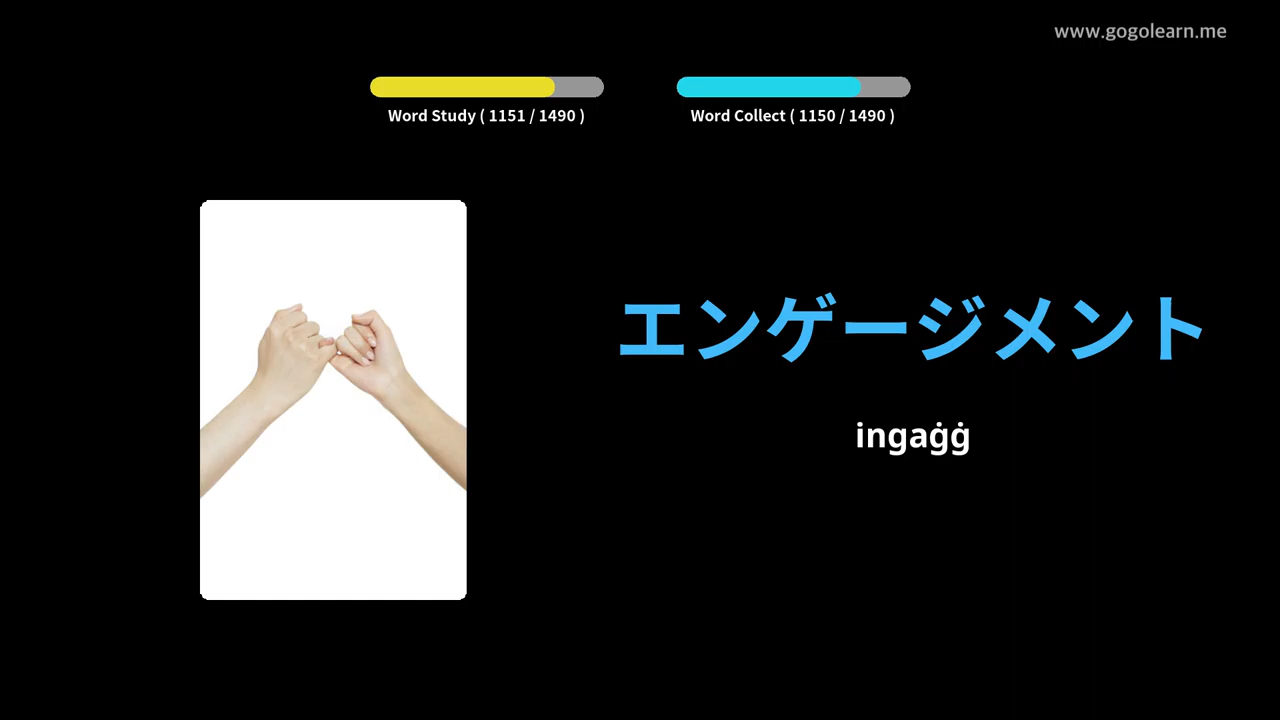 www.gogolearn.me
Word Study ( 1151 / 1490 )
Word Collect ( 1150 / 1490 )
エンゲージメント
ingaġġ